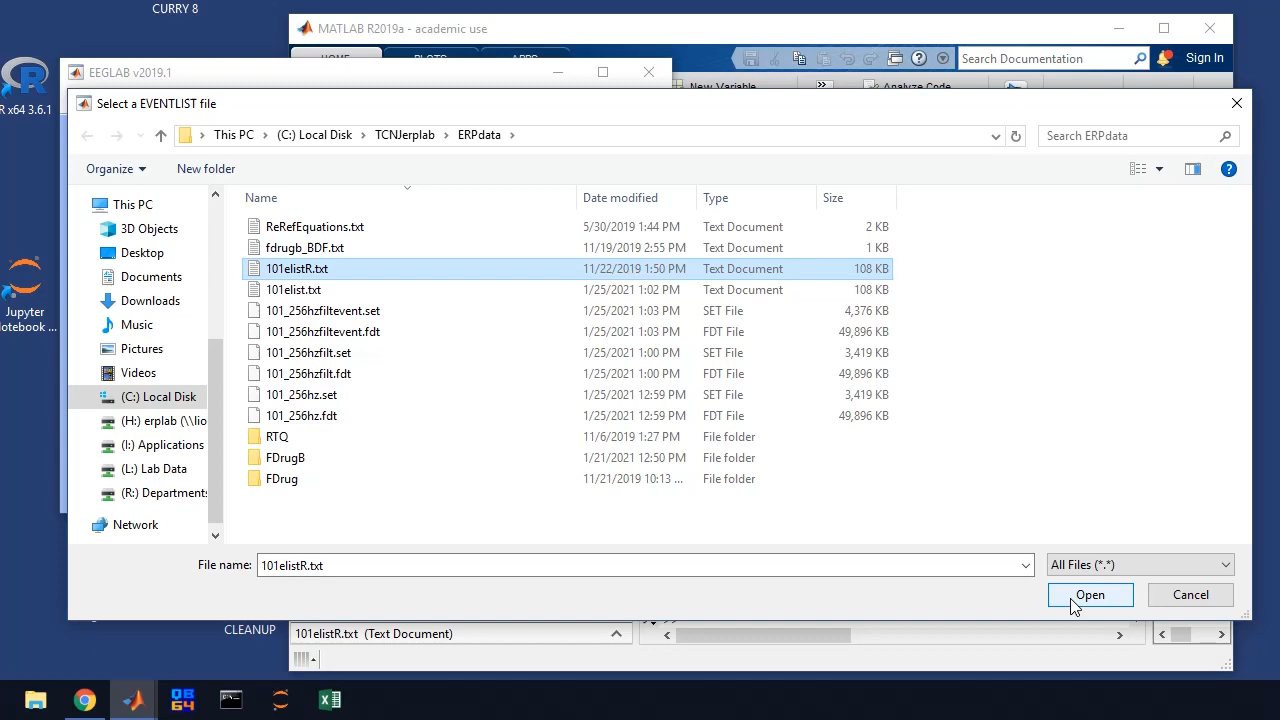 CURRY 8
MATLAB R2019a - academic use
HOME PLOTS APPS
Search Documentation
Sign In
R x64 3.6.1
EEGLAB v2019.1
New Variable
Analyze Code
Select a EVENTLIST file
This PC > (C:) Local Disk > TCNJerplab > ERPdata >
Search ERPdata
Organize
New folder
Name Date modified Type Size
This PC
3D Objects
Desktop
Documents
Downloads
Music
Pictures
Videos
(C:) Local Disk
(H:) erplab (\\lio
(I:) Applications
(L:) Lab Data
(R:) Departments
Network
ReRefEquations.txt 5/30/2019 1:44 PM Text Document 2 KB
fdrugb_BDF.txt 11/19/2019 2:55 PM Text Document 1 KB
101elistR.txt 11/22/2019 1:50 PM Text Document 108 KB
101elist.txt 1/25/2021 1:02 PM Text Document 108 KB
101_256hzfiltevent.set 1/25/2021 1:03 PM SET File 4,376 KB
101_256hzfiltevent.fdt 1/25/2021 1:03 PM FDT File 49,896 KB
101_256hzfilt.set 1/25/2021 1:00 PM SET File 3,419 KB
101_256hzfilt.fdt 1/25/2021 1:00 PM FDT File 49,896 KB
101_256hz.set 1/25/2021 12:59 PM SET File 3,419 KB
101_256hz.fdt 1/25/2021 12:59 PM FDT File 49,896 KB
RTQ 11/6/2019 1:27 PM File folder
FDrugB 1/21/2021 12:50 PM File folder
FDrug 11/21/2019 10:13 ... File folder
Jupyter
Notebook ...
File name: 101elistR.txt
All Files (*.*)
Open
Cancel
CLEANUP
101elistR.txt (Text Document)
QB
64